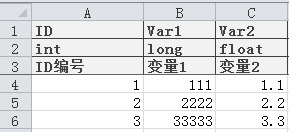 A B C
1 ID Var1 Var2
2 int long float
3 ID编号 变量1 变量2
4 1 111 1.1
5 2 2222 2.2
6 3 33333 3.3